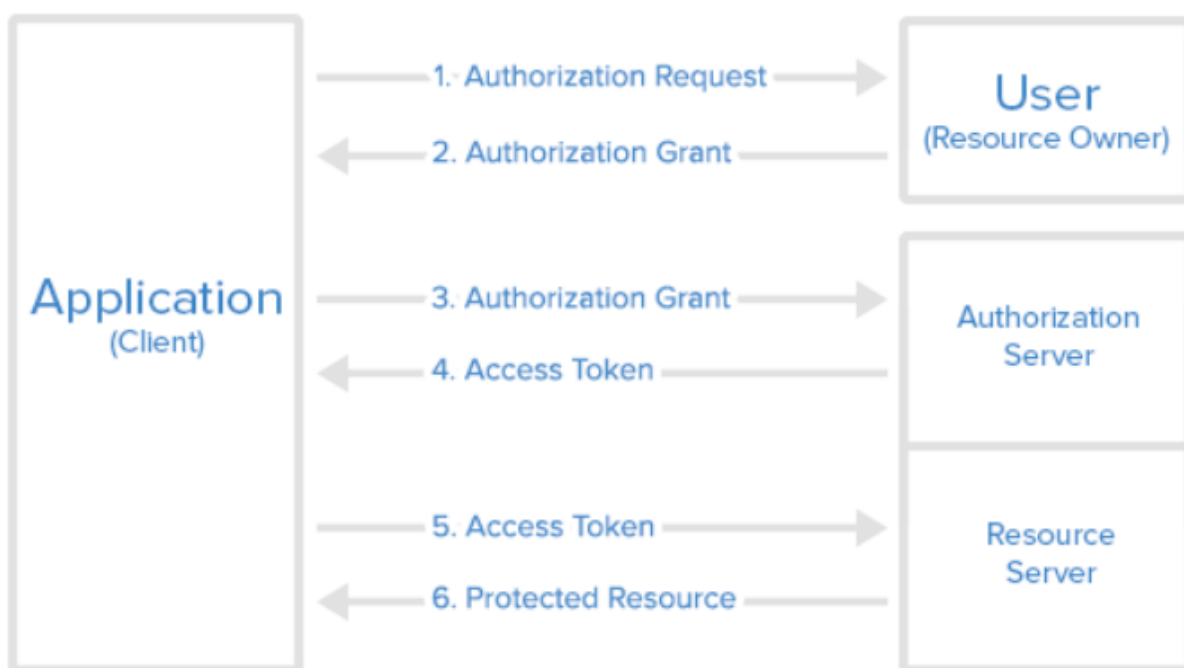 1. Authorization Request
User
(Resource Owner)
2. Authorization Grant
Application
(Client)
3. Authorization Grant
Authorization
Server
4. Access Token
5. Access Token
Resource
Server
6. Protected Resource